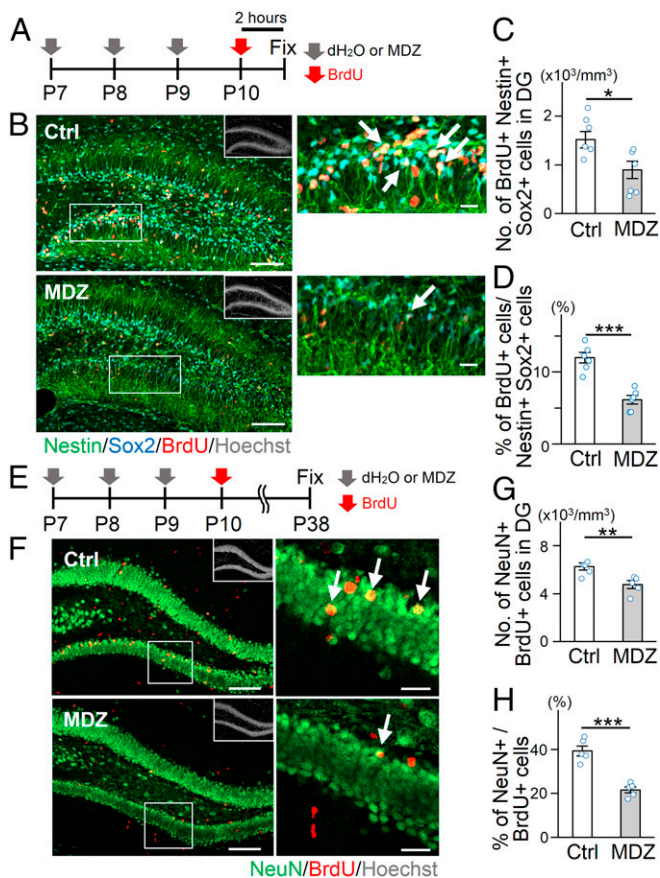 A
2 hours
Fix
dH₂O or MDZ
BrdU
P7 P8 P9 P10
B
Ctrl
MDZ
Nestin/Sox2/BrdU/Hoechst
C
(x10³/mm³)
No. of BrdU+ Nestin+
Sox2+ cells in DG
*
2
1
0
Ctrl MDZ
D
(%)
% of BrdU+ cells/
Nestin+ Sox2+ cells
***
10
0
Ctrl MDZ
E
Fix
dH₂O or MDZ
BrdU
P7 P8 P9 P10 P38
F
Ctrl
MDZ
NeuN/BrdU/Hoechst
G
(x10³/mm³)
No. of NeuN+
BrdU+ cells in DG
**
8
4
0
Ctrl MDZ
H
(%)
% of NeuN+ /
BrdU+ cells
***
40
20
0
Ctrl MDZ